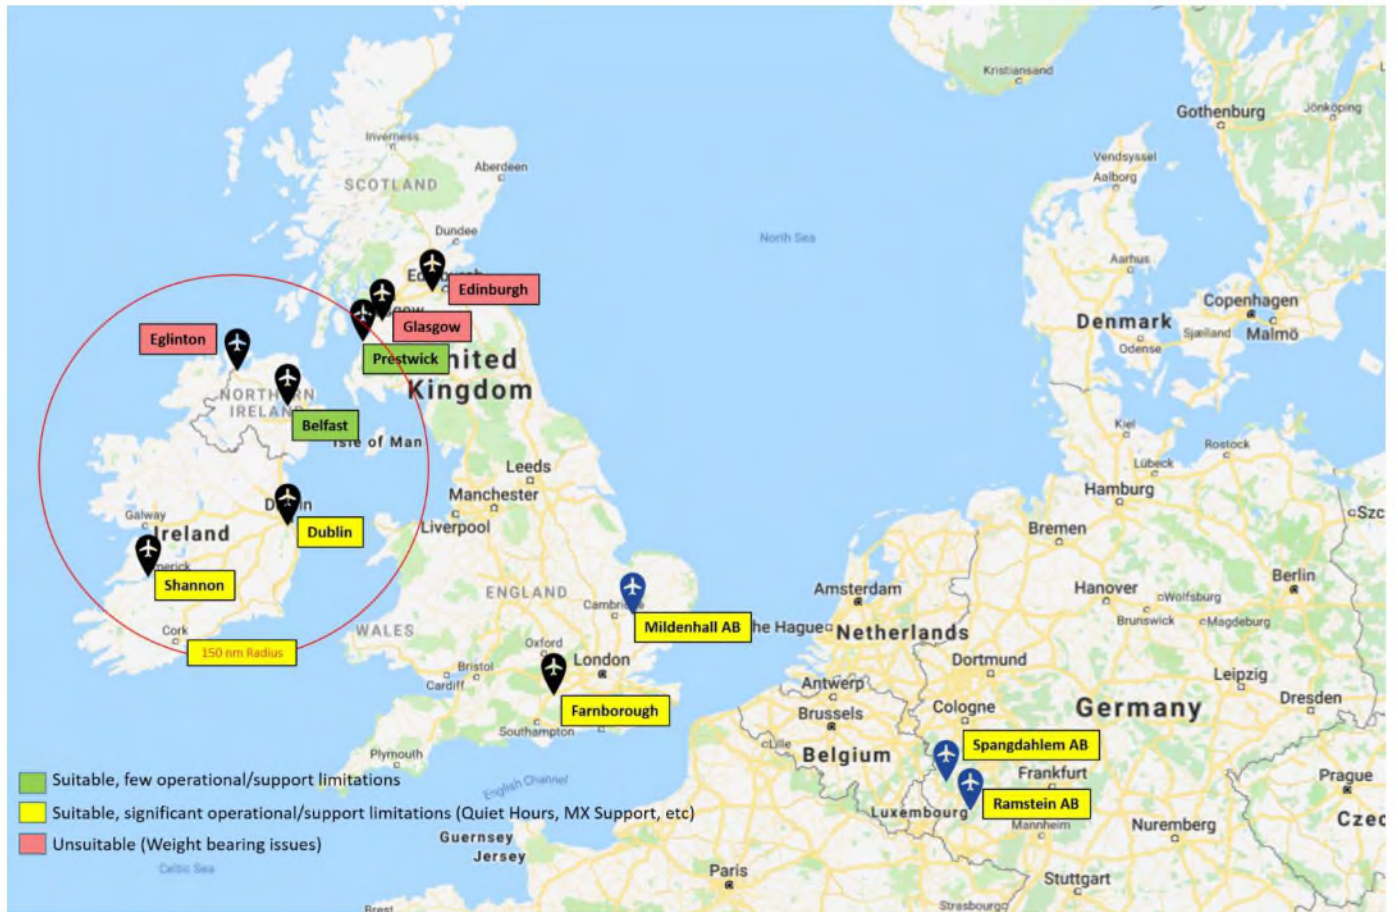 Kristiansand
Gothenburg
Jönköping
Inverness
Aberdeen
SCOTLAND
Vendsyssel
Aalborg
Dundee
North Sea
Aarhus
Edinburgh
Glasgow
Prestwick
Eglinton
United
Kingdom
Copenhagen
Denmark
Sjælland
Malmö
Odense
NORTHERN
IRELAND
Belfast
Isle of Man
Kiel
Rostock
Lübeck
Hamburg
Leeds
Manchester
Liverpool
Dublin
Galway
Ireland
Shannon
Szc
Bremen
Berlin
Amsterdam
Hanover
Wolfsburg
Brunswick
Magdeburg
ENGLAND
Cambridge
Mildenhall AB
he Hague
Netherlands
Cork
150 nm Radius
WALES
Oxford
London
Bristol
Cardiff
Dortmund
Leipzig
Antwerp
Dresden
Farnborough
Brussels
Cologne
Germany
Southampton
Lille
Belgium
Spangdahlem AB
Plymouth
Frankfurt
Prague
English Channel
Ramstein AB
Luxembourg
Mannheim
Nuremberg
Czec
Suitable, few operational/support limitations
Suitable, significant operational/support limitations (Quiet Hours, MX Support, etc)
Unsuitable (Weight bearing issues)
Guernsey
Jersey
Celtic Sea
Paris
Stuttgart
Strasbourg
Brest